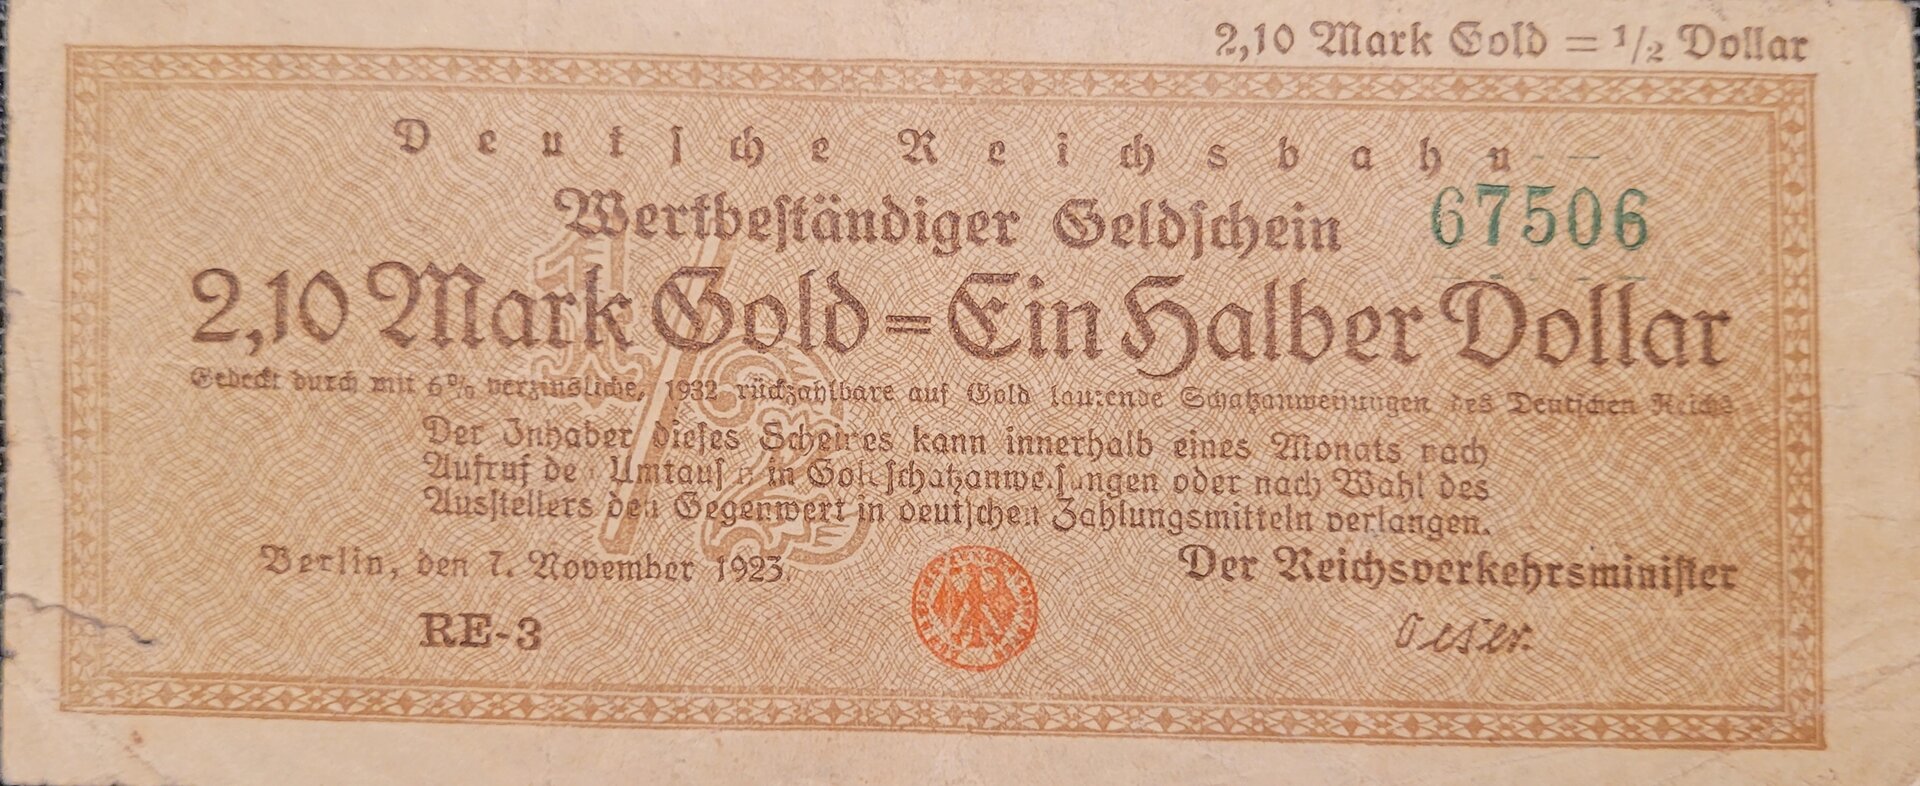 2,10 Mark Gold = 1/2 Dollar
Deutsche Reichsbahn
Wertbeständiger Geldschein 67506
2,10 Mark Gold = Ein Halber Dollar
Gedeckt durch mit 6% verzinsliche, 1932 rückzahlbare auf Gold lautende Schatzanweisungen des Deutschen Reichs
Der Inhaber dieses Scheines kann innerhalb eines Monats nach
Aufruf den Umtausch in Goldschatzanweisungen oder nach Wahl des
Ausstellers den Gegenwert in deutschen Zahlungsmitteln verlangen.
Berlin, den 7. November 1923.
Der Reichsverkehrsminister
RE-3
Oeser.
1/2